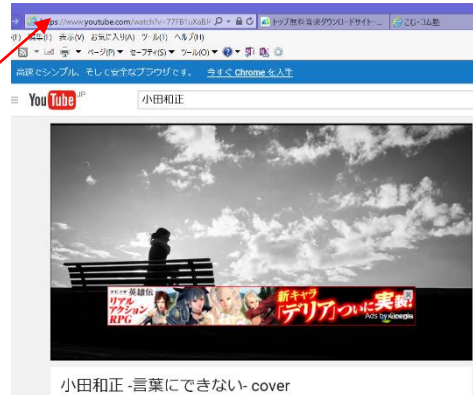 https://www.youtube.com/watch?v=77FB1uXaBJ
トップ無料音楽ダウンロードサイト-...
こむ・コム塾
(F) 編集(E) 表示(V) お気に入り(A) ツール(T) ヘルプ(H)
ページ(P) セーフティ(S) ツール(O)
高速でシンプル、そして安全なブラウザです。 今すぐ Chrome を入手
YouTube JP
小田和正
英雄伝
リアル
アクション
RPG
新キャラ
「デリア」ついに実装!
Ads by Google
小田和正 -言葉にできない- cover